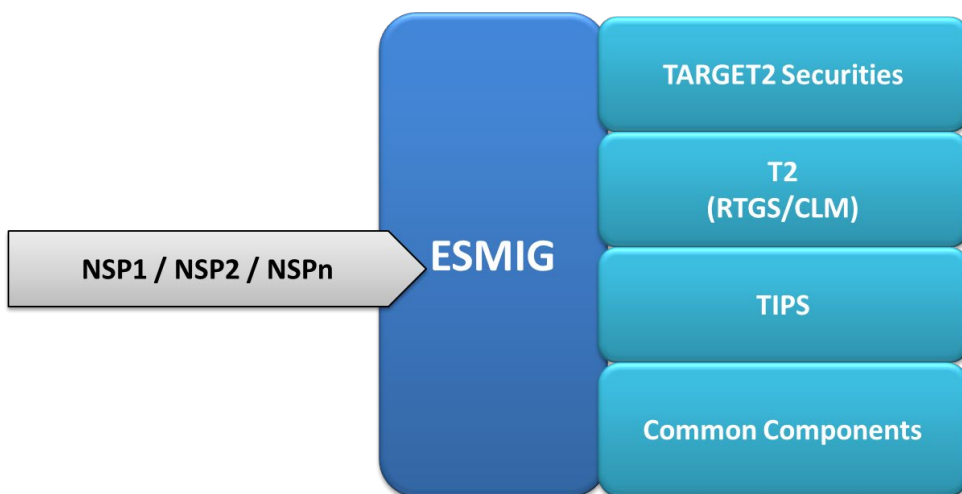 TARGET2 Securities
T2
(RTGS/CLM)
ESMIG
NSP1 / NSP2 / NSPn
TIPS
Common Components